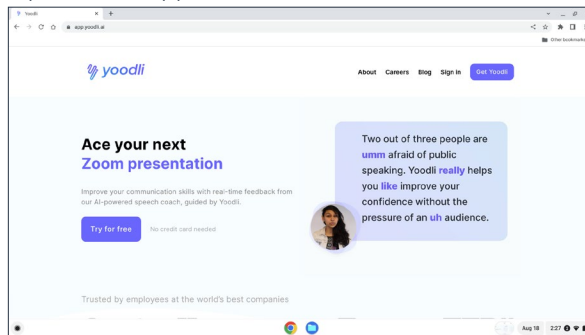 Yoodli
app.yoodli.ai
Other bookmarks
yoodli
About Careers Blog Sign in Get Yoodli
Ace your next
Zoom presentation
Improve your communication skills with real-time feedback from
our AI-powered speech coach, guided by Yoodli.
Try for free No credit card needed!
Two out of three people are
umm afraid of public
speaking. Yoodli really helps
you like improve your
confidence without the
pressure of an uh audience.
Trusted by employees at the world's best companies
Aug 18 2:27